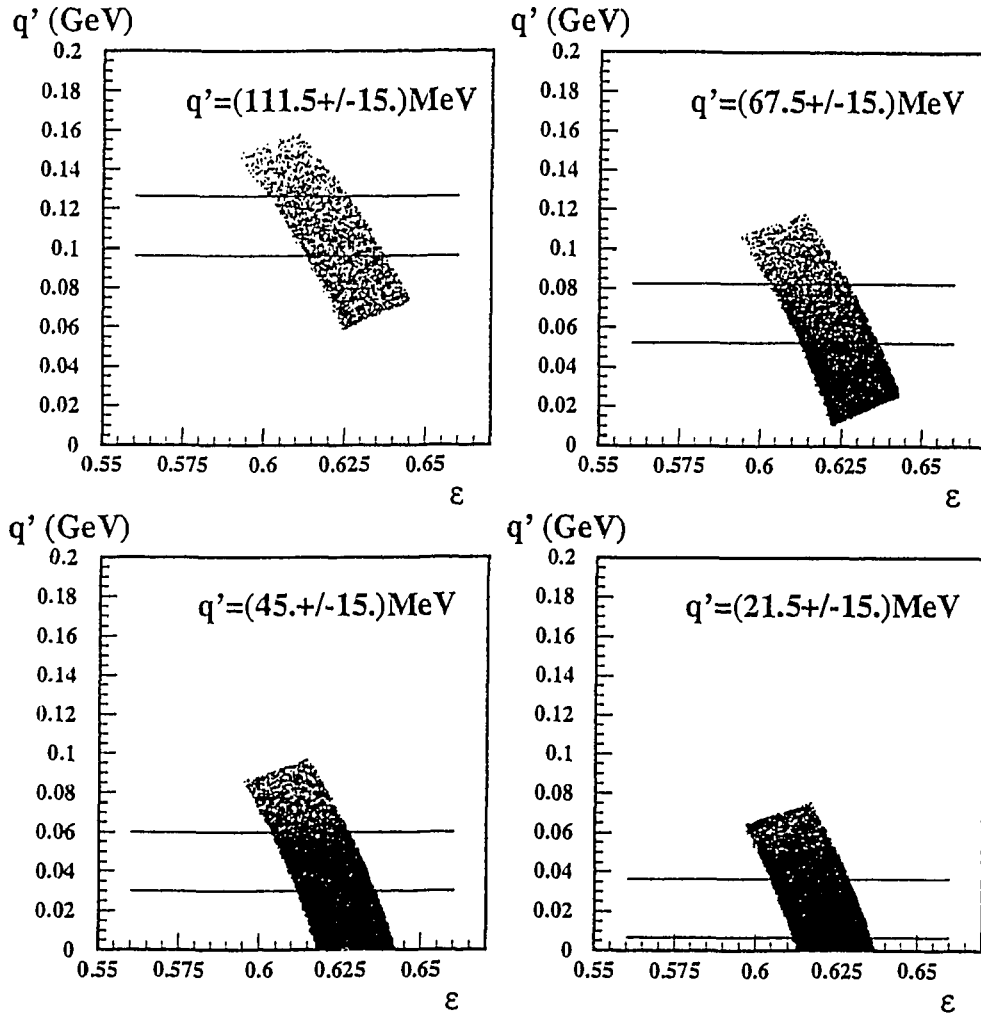 q' (GeV)
0.2
0.18
0.16
0.14
0.12
0.1
0.08
0.06
0.04
0.02
0
q'=(111.5+/-15.)MeV
0.55 0.575 0.6 0.625 0.65
ε
q' (GeV)
0.2
0.18
0.16
0.14
0.12
0.1
0.08
0.06
0.04
0.02
0
q'=(67.5+/-15.)MeV
0.55 0.575 0.6 0.625 0.65
ε
q' (GeV)
0.2
0.18
0.16
0.14
0.12
0.1
0.08
0.06
0.04
0.02
0
q'=(45.+/-15.)MeV
0.55 0.575 0.6 0.625 0.65
ε
q' (GeV)
0.2
0.18
0.16
0.14
0.12
0.1
0.08
0.06
0.04
0.02
0
q'=(21.5+/-15.)MeV
0.55 0.575 0.6 0.625 0.65
ε